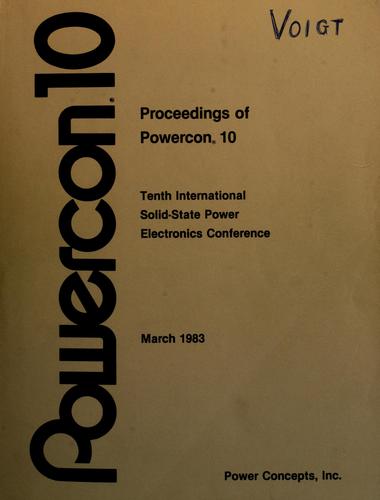 VOIGT
Powercon® 10
Proceedings of
Powercon® 10
Tenth International
Solid-State Power
Electronics Conference
March 1983
Power Concepts, Inc.